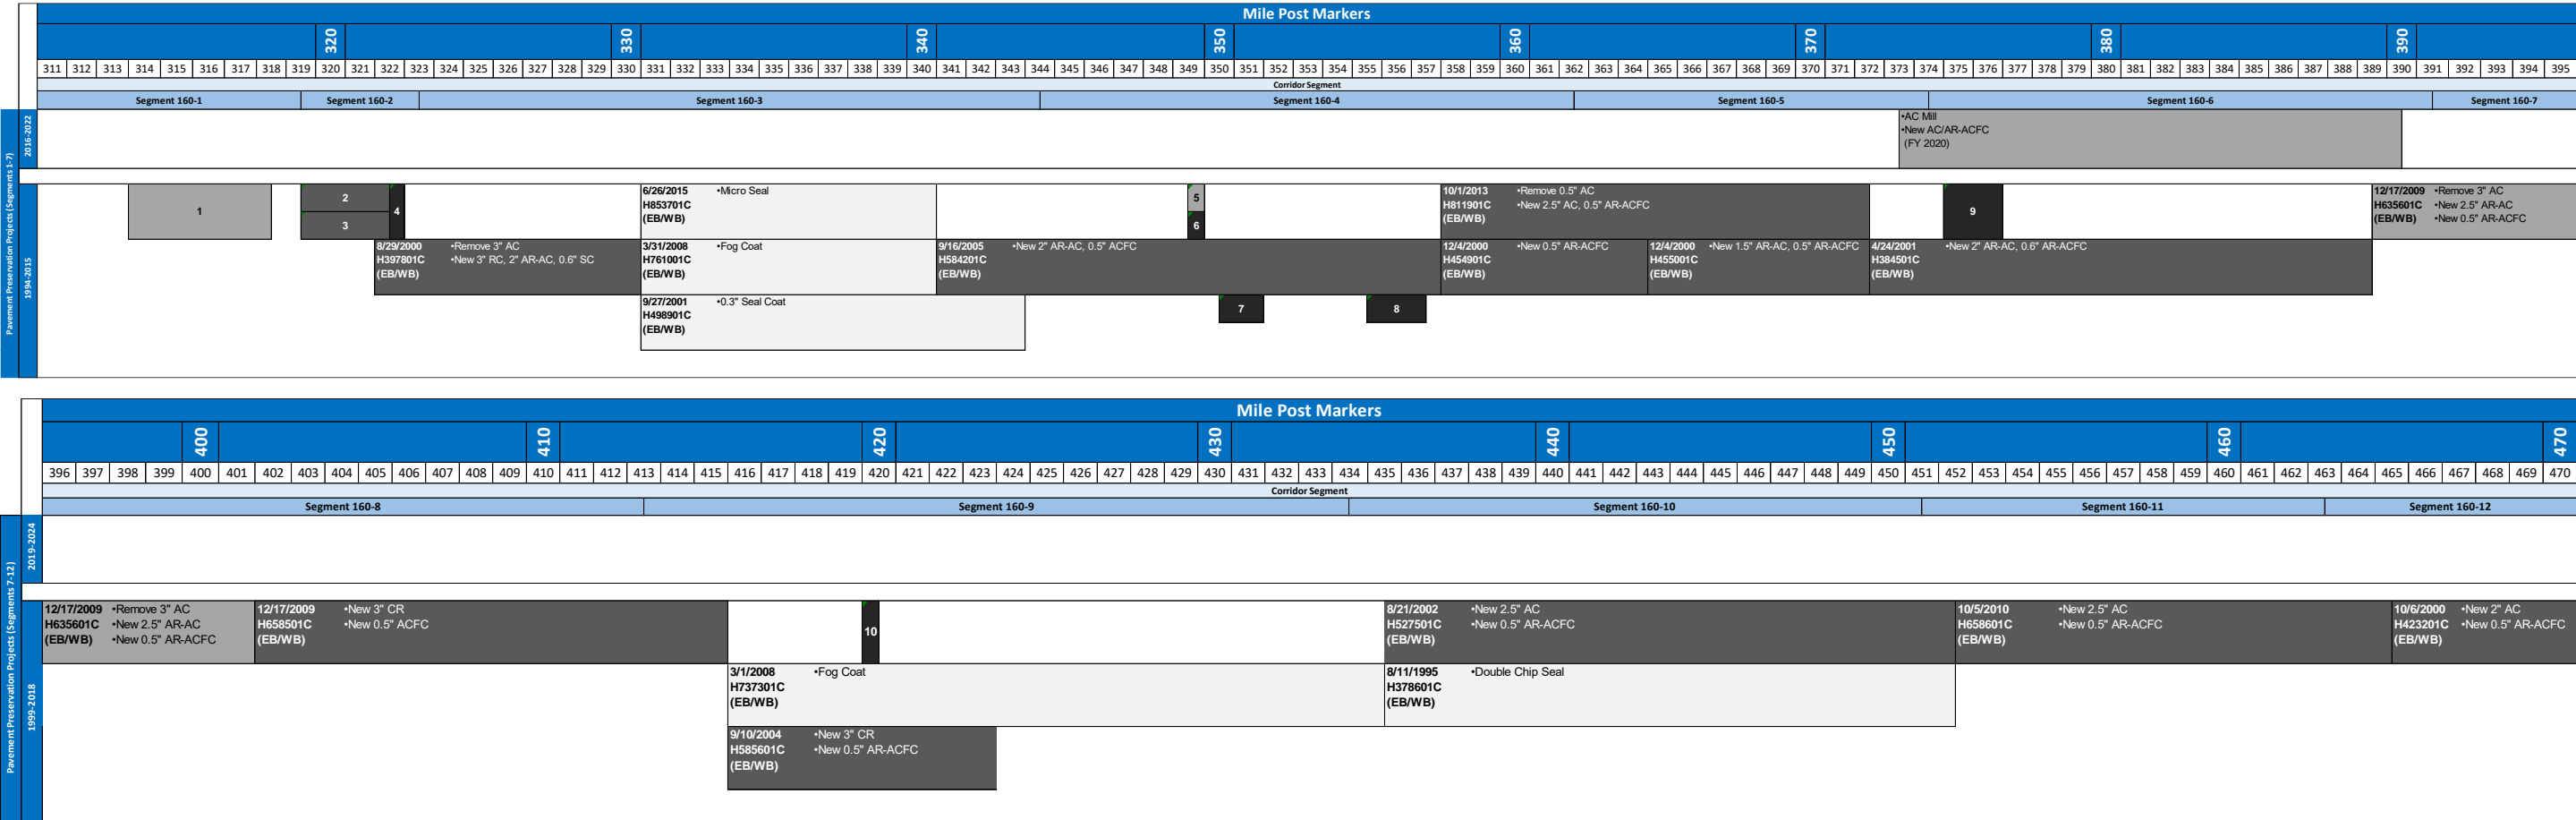 Mile Post Markers
320 330 340 350 360 370 380 390
311 312 313 314 315 316 317 318 319 320 321 322 323 324 325 326 327 328 329 330 331 332 333 334 335 336 337 338 339 340 341 342 343 344 345 346 347 348 349 350 351 352 353 354 355 356 357 358 359 360 361 362 363 364 365 366 367 368 369 370 371 372 373 374 375 376 377 378 379 380 381 382 383 384 385 386 387 388 389 390 391 392 393 394 395
Corridor Segment
Segment 160-1 Segment 160-2 Segment 160-3 Segment 160-4 Segment 160-5 Segment 160-6 Segment 160-7
Pavement Preservation Projects (Segments 1-7)
2016-2022
•AC Mill
•New AC/AR-ACFC
(FY 2020)
1994-2015
1
2
3
4
6/26/2015 •Micro Seal
H853701C
(EB/WB)
5
6
10/1/2013 •Remove 0.5" AC
H811901C •New 2.5" AC, 0.5" AR-ACFC
(EB/WB)
9
12/17/2009 •Remove 3" AC
H635601C •New 2.5" AR-AC
(EB/WB) •New 0.5" AR-ACFC
8/29/2000 •Remove 3" AC
H397801C •New 3" RC, 2" AR-AC, 0.6" SC
(EB/WB)
3/31/2008 •Fog Coat
H761001C
(EB/WB)
9/16/2005 •New 2" AR-AC, 0.5" ACFC
H584201C
(EB/WB)
12/4/2000 •New 0.5" AR-ACFC
H454901C
(EB/WB)
12/4/2000 •New 1.5" AR-AC, 0.5" AR-ACFC
H455001C
(EB/WB)
4/24/2001 •New 2" AR-AC, 0.6" AR-ACFC
H384501C
(EB/WB)
9/27/2001 •0.3" Seal Coat
H498901C
(EB/WB)
7
8
Mile Post Markers
400 410 420 430 440 450 460 470
396 397 398 399 400 401 402 403 404 405 406 407 408 409 410 411 412 413 414 415 416 417 418 419 420 421 422 423 424 425 426 427 428 429 430 431 432 433 434 435 436 437 438 439 440 441 442 443 444 445 446 447 448 449 450 451 452 453 454 455 456 457 458 459 460 461 462 463 464 465 466 467 468 469 470
Corridor Segment
Segment 160-8 Segment 160-9 Segment 160-10 Segment 160-11 Segment 160-12
Pavement Preservation Projects (Segments 7-12)
2019-2024
1999-2018
12/17/2009 •Remove 3" AC
H635601C •New 2.5" AR-AC
(EB/WB) •New 0.5" AR-ACFC
12/17/2009 •New 3" CR
H658501C •New 0.5" ACFC
(EB/WB)
10
8/21/2002 •New 2.5" AC
H527501C •New 0.5" AR-ACFC
(EB/WB)
10/5/2010 •New 2.5" AC
H658601C •New 0.5" AR-ACFC
(EB/WB)
10/6/2000 •New 2" AC
H423201C •New 0.5" AR-ACFC
(EB/WB)
3/1/2008 •Fog Coat
H737301C
(EB/WB)
8/11/1995 •Double Chip Seal
H378601C
(EB/WB)
9/10/2004 •New 3" CR
H585601C •New 0.5" AR-ACFC
(EB/WB)